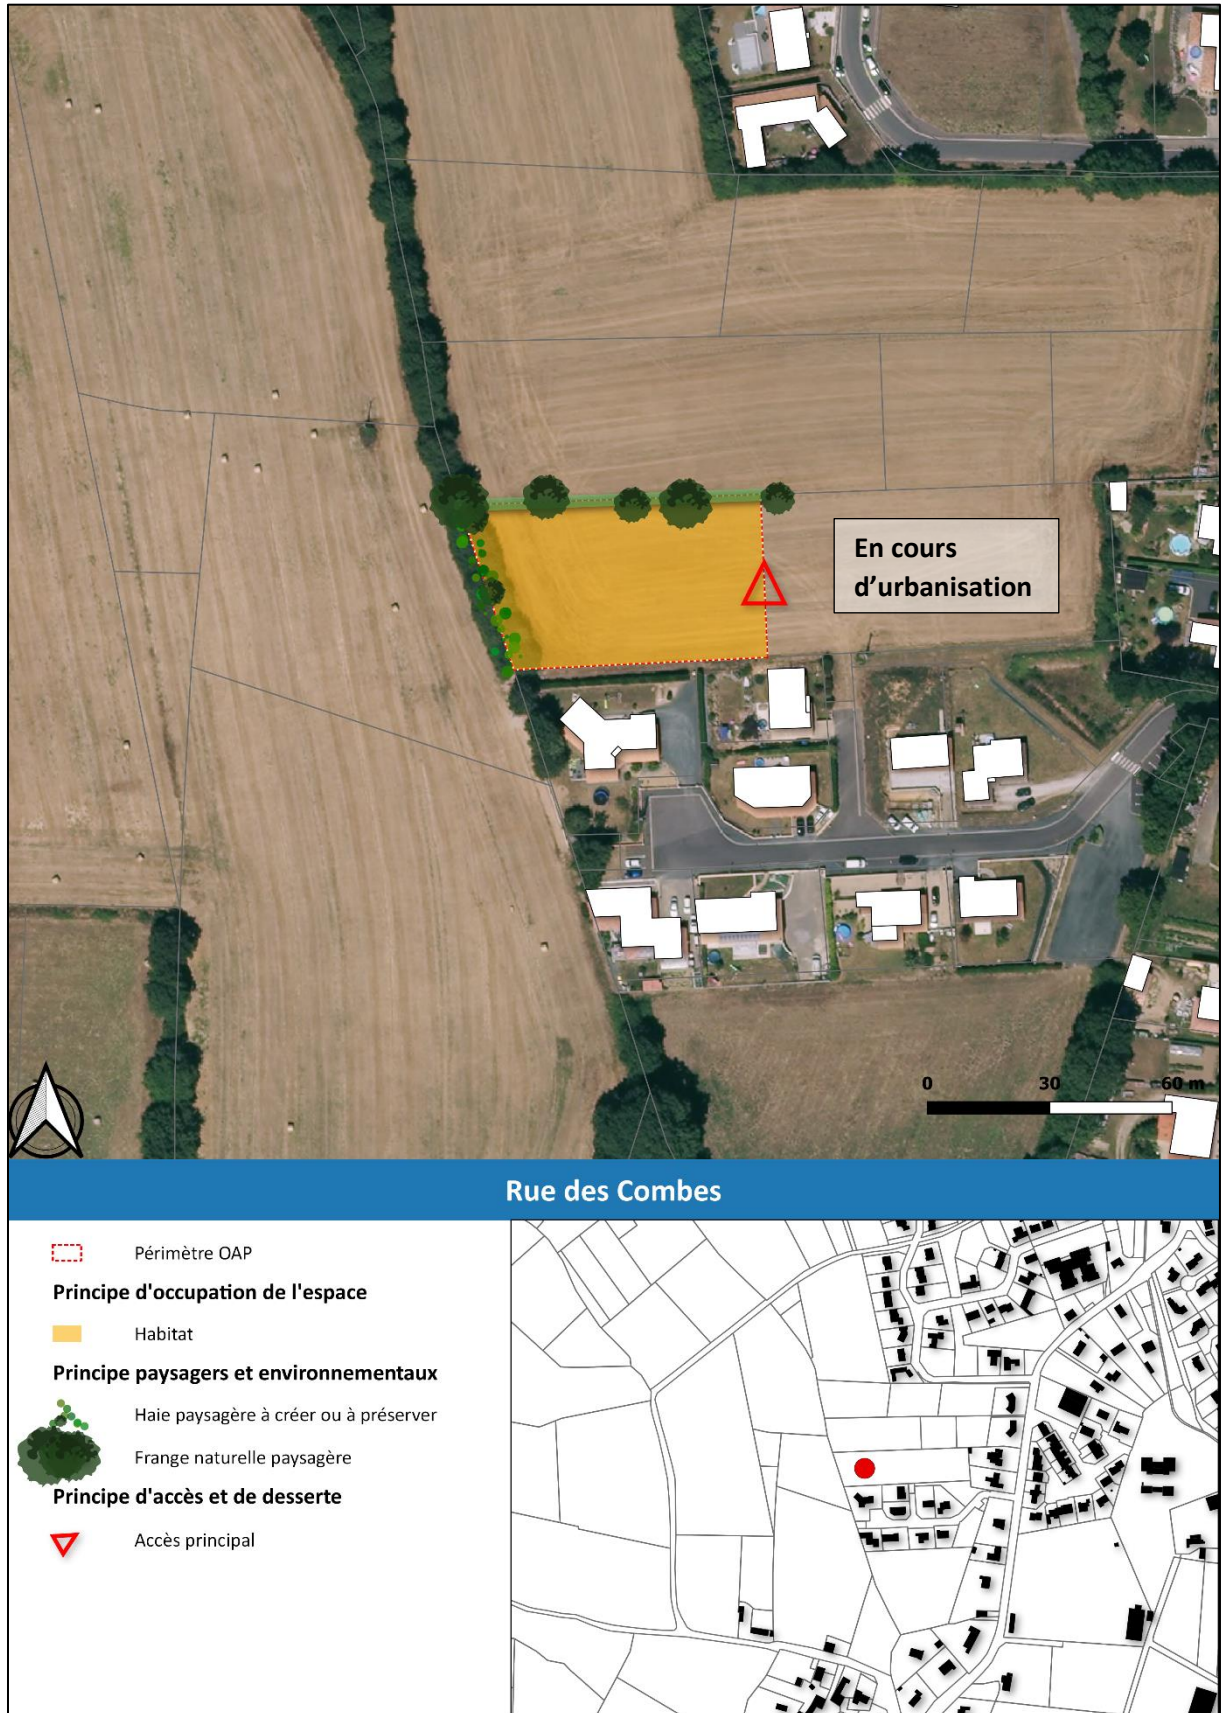 En cours
d’urbanisation
0 30 60 m
Rue des Combes
Périmètre OAP
Principe d'occupation de l'espace
Habitat
Principe paysagers et environnementaux
Haie paysagère à créer ou à préserver
Frange naturelle paysagère
Principe d'accès et de desserte
Accès principal